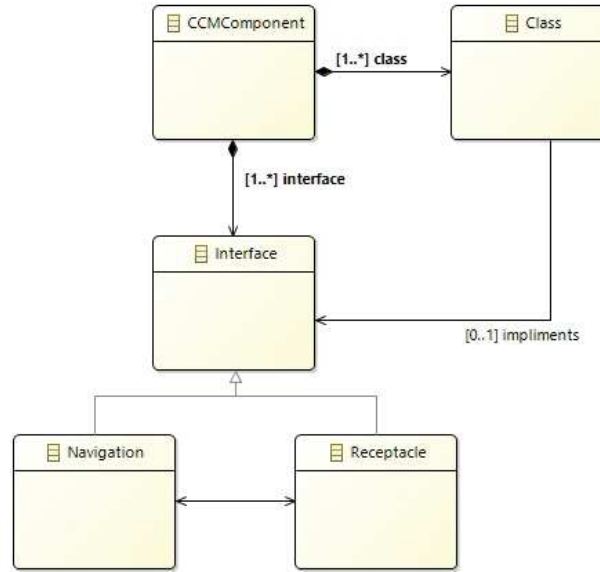 CCMComponent
Class
[1..*] class
[1..*] interface
Interface
[0..1] impliments
Navigation
Receptacle